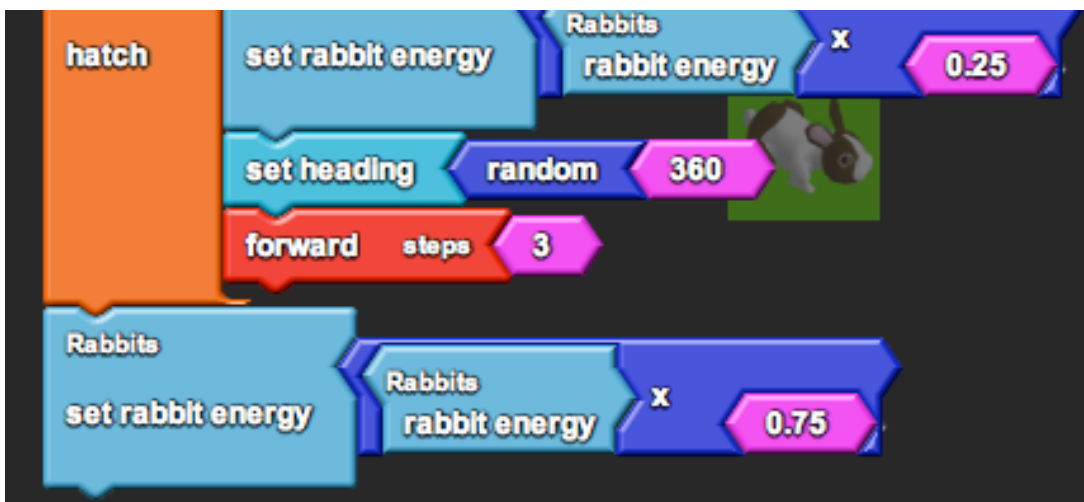 Rabbits
hatch set rabbit energy rabbit energy x 0.25
set heading random 360
forward steps 3
Rabbits
Rabbits
set rabbit energy rabbit energy x 0.75